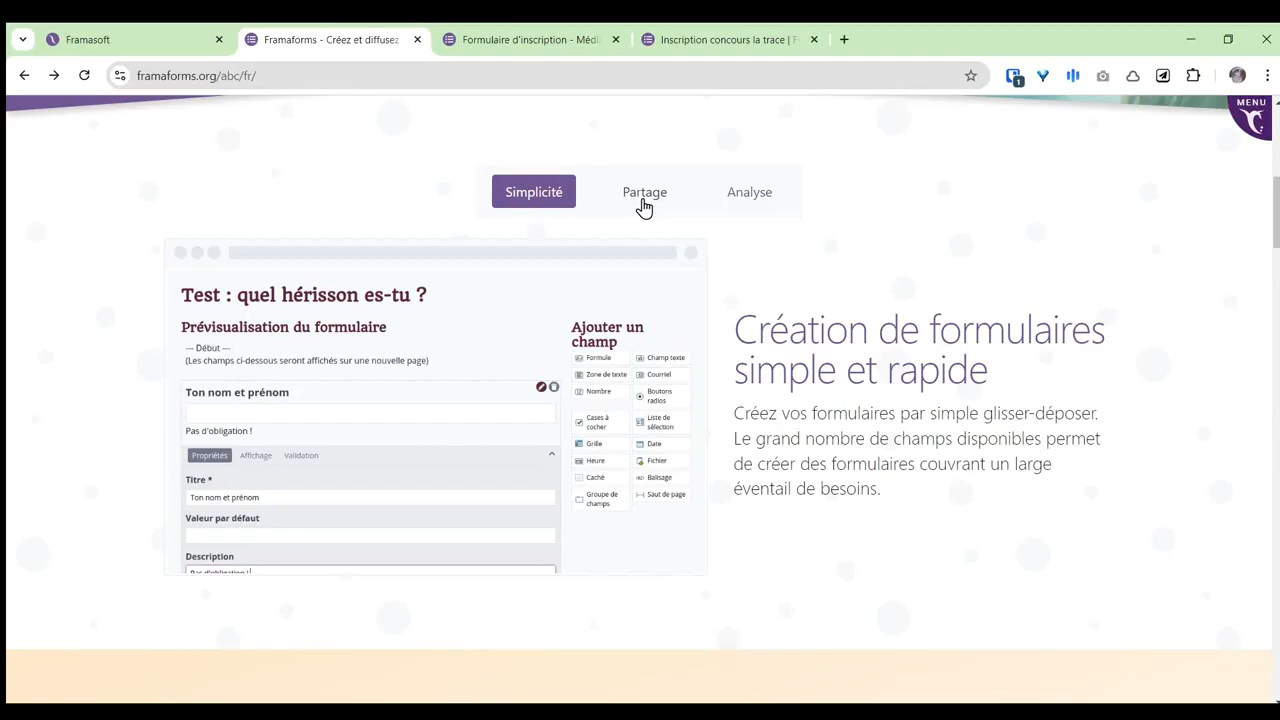 Framasoft
Framaforms - Créez et diffusez
Formulaire d'inscription - Média
Inscription concours la trace | F
framaforms.org/abc/fr/
1
MENU
Simplicité
Partage
Analyse
Test : quel hérisson es-tu ?
Prévisualisation du formulaire
--- Début ---
(Les champs ci-dessous seront affichés sur une nouvelle page)
Ton nom et prénom
Pas d'obligation !
Propriétés Affichage Validation
Titre *
Ton nom et prénom
Valeur par défaut
Description
Pas d'obligation !
Ajouter un
champ
Formule
Champ texte
Zone de texte
Courriel
Nombre
Boutons
radios
Cases à
cocher
Liste de
sélection
Grille
Date
Heure
Fichier
Caché
Balisage
Groupe de
champs
Saut de page
Création de formulaires
simple et rapide
Créez vos formulaires par simple glisser-déposer.
Le grand nombre de champs disponibles permet
de créer des formulaires couvrant un large
éventail de besoins.